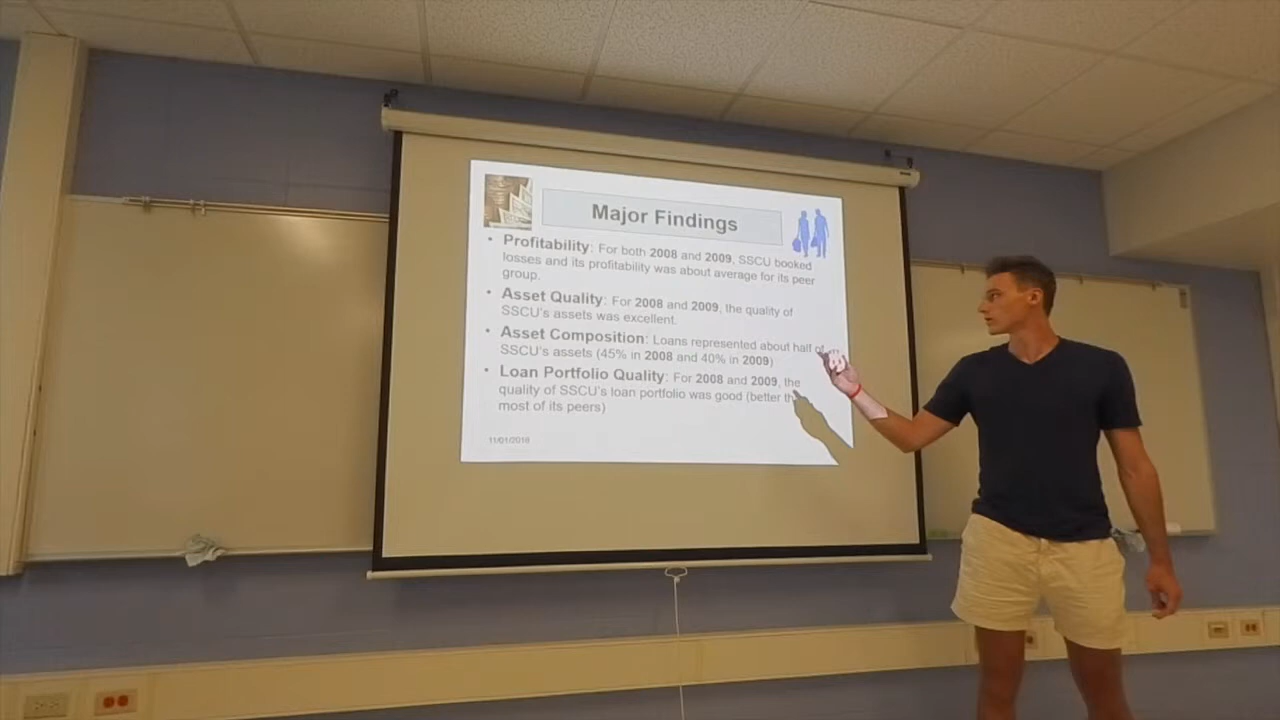 Major Findings
• Profitability: For both 2008 and 2009, SSCU booked
losses and its profitability was about average for its peer
group.
• Asset Quality: For 2008 and 2009, the quality of
SSCU's assets was excellent.
• Asset Composition: Loans represented about half of
SSCU's assets (45% in 2008 and 40% in 2009)
• Loan Portfolio Quality: For 2008 and 2009, the
quality of SSCU's loan portfolio was good (better
most of its peers)
11/01/2016